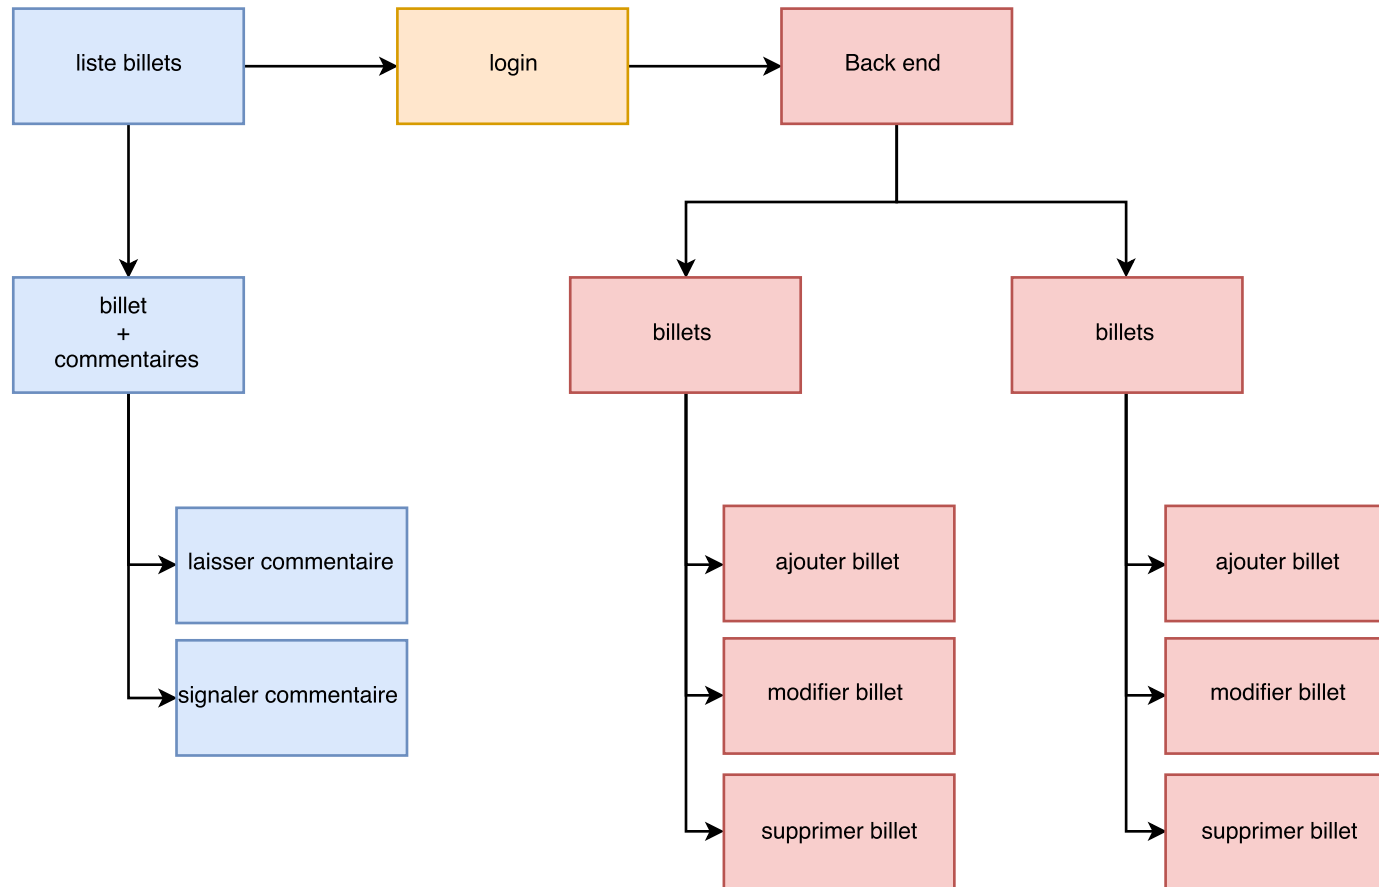 liste billets
login
Back end
billet
+
commentaires
billets
billets
laisser commentaire
ajouter billet
ajouter billet
signaler commentaire
modifier billet
modifier billet
supprimer billet
supprimer billet